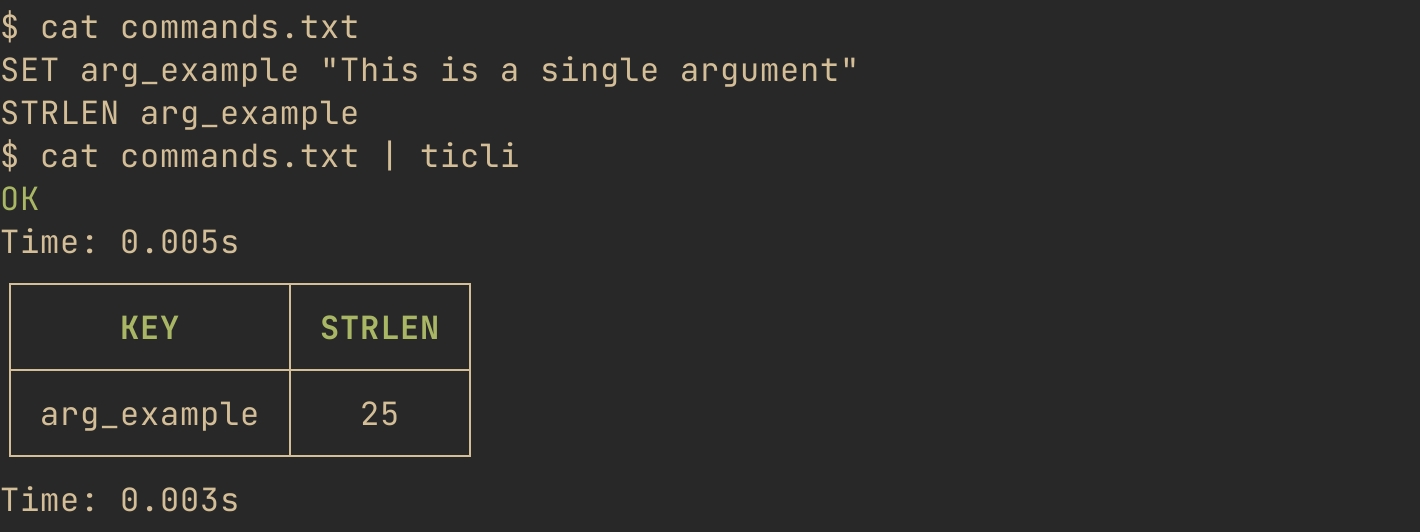 $ cat commands.txt
SET arg_example "This is a single argument"
STRLEN arg_example
$ cat commands.txt | ticli
OK
Time: 0.005s
KEY STRLEN
arg_example 25
Time: 0.003s